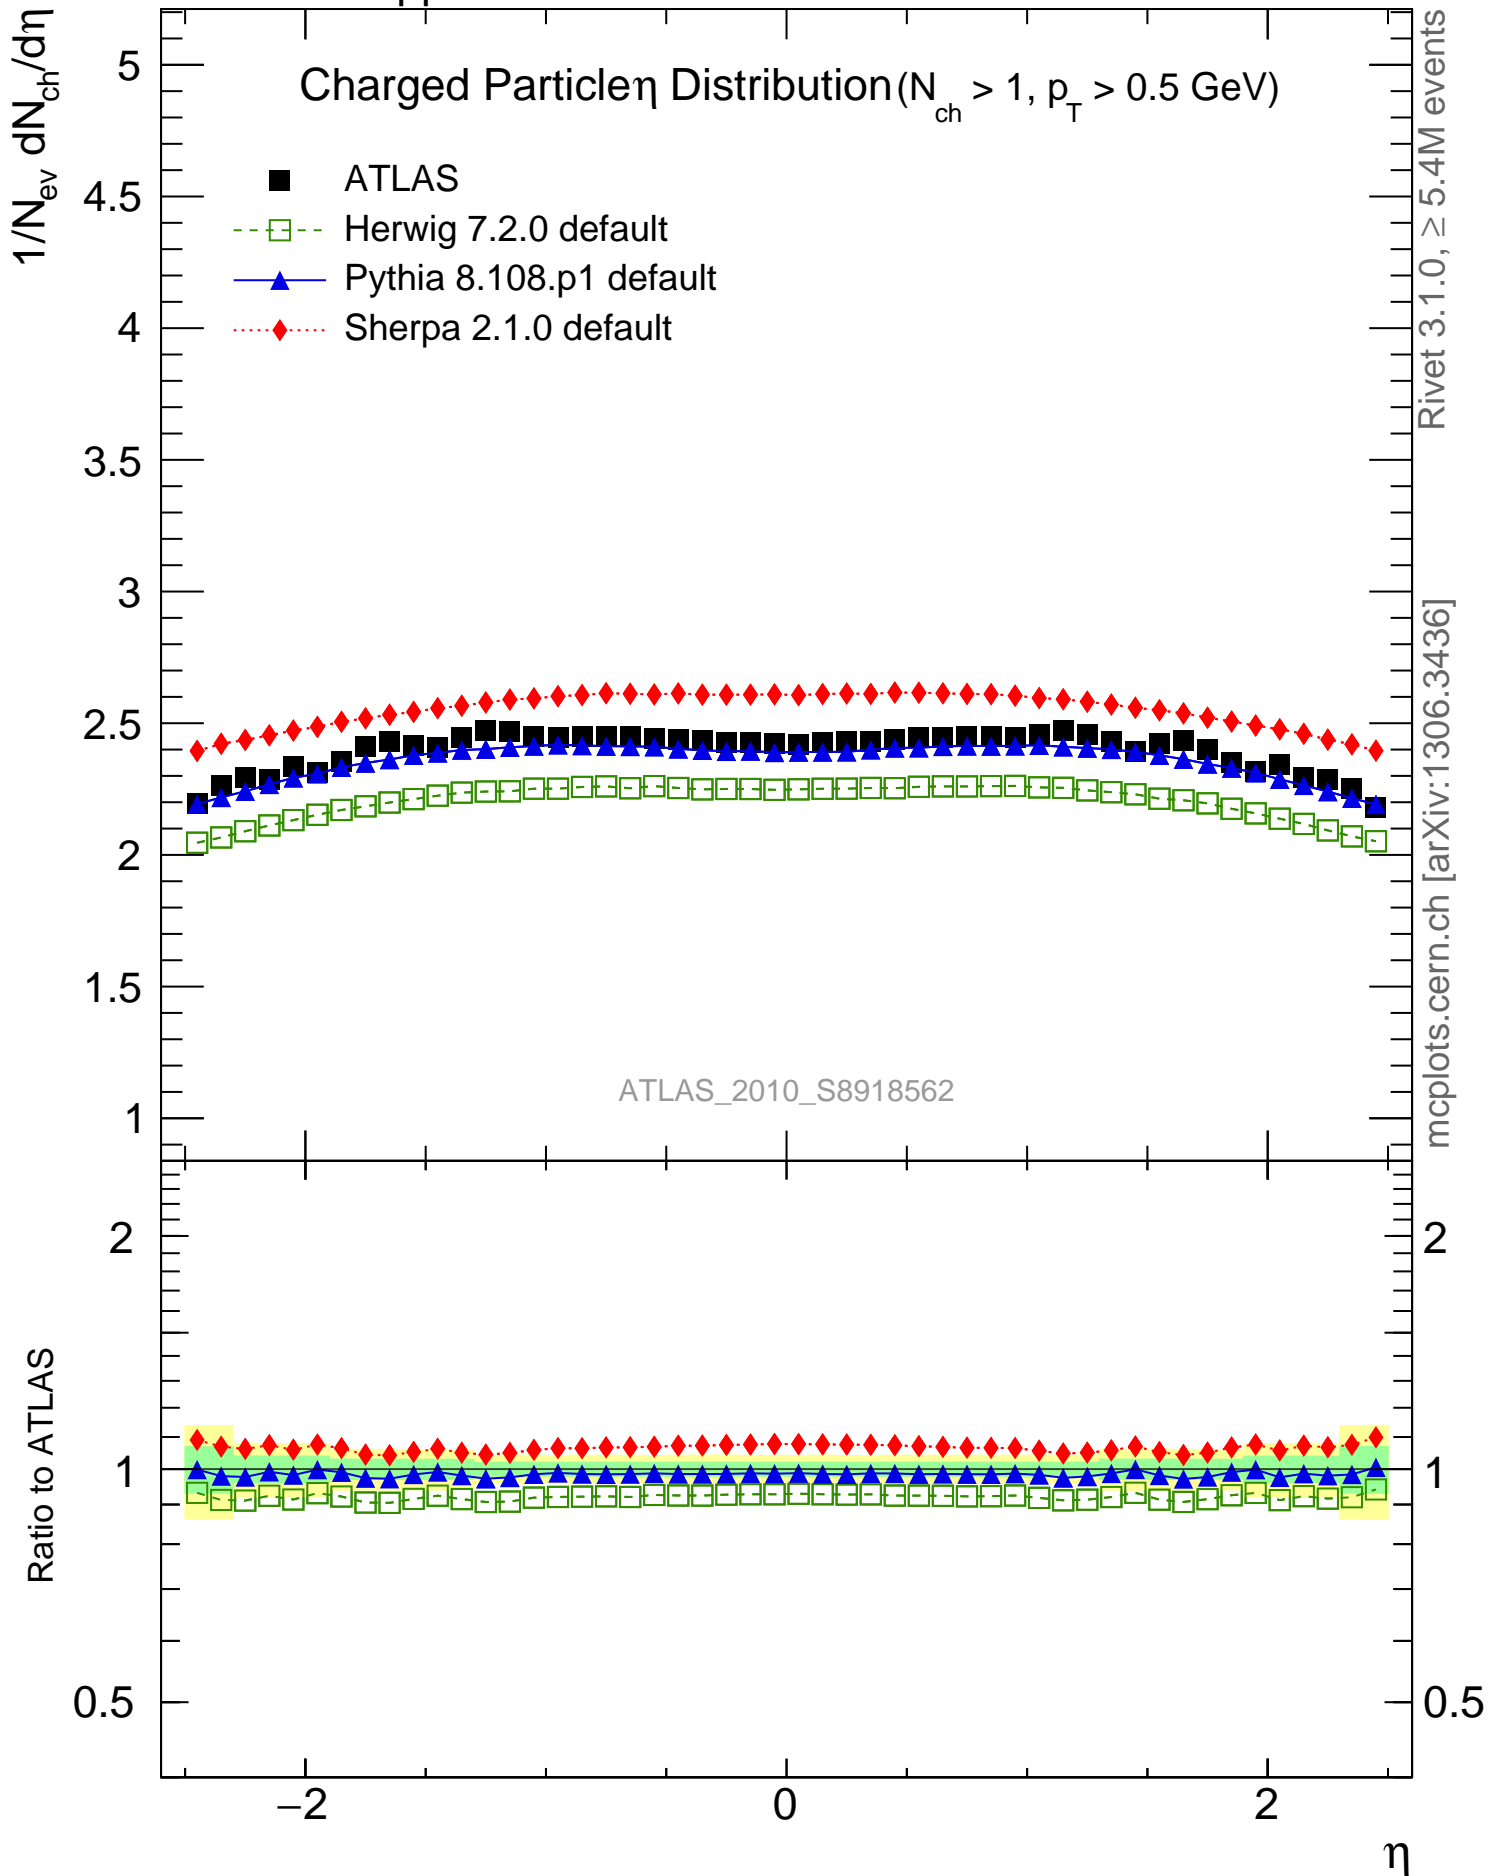 1/N_ev dN_ch/dη
Charged Particleη Distribution(N_ch > 1, p_T > 0.5 GeV)
ATLAS
Herwig 7.2.0 default
Pythia 8.108.p1 default
Sherpa 2.1.0 default
5
4.5
4
3.5
3
2.5
2
1.5
1
ATLAS_2010_S8918562
Rivet 3.1.0, ≥ 5.4M events
mcplots.cern.ch [arXiv:1306.3436]
Ratio to ATLAS
2
1
0.5
2
1
0.5
−2
0
2
η